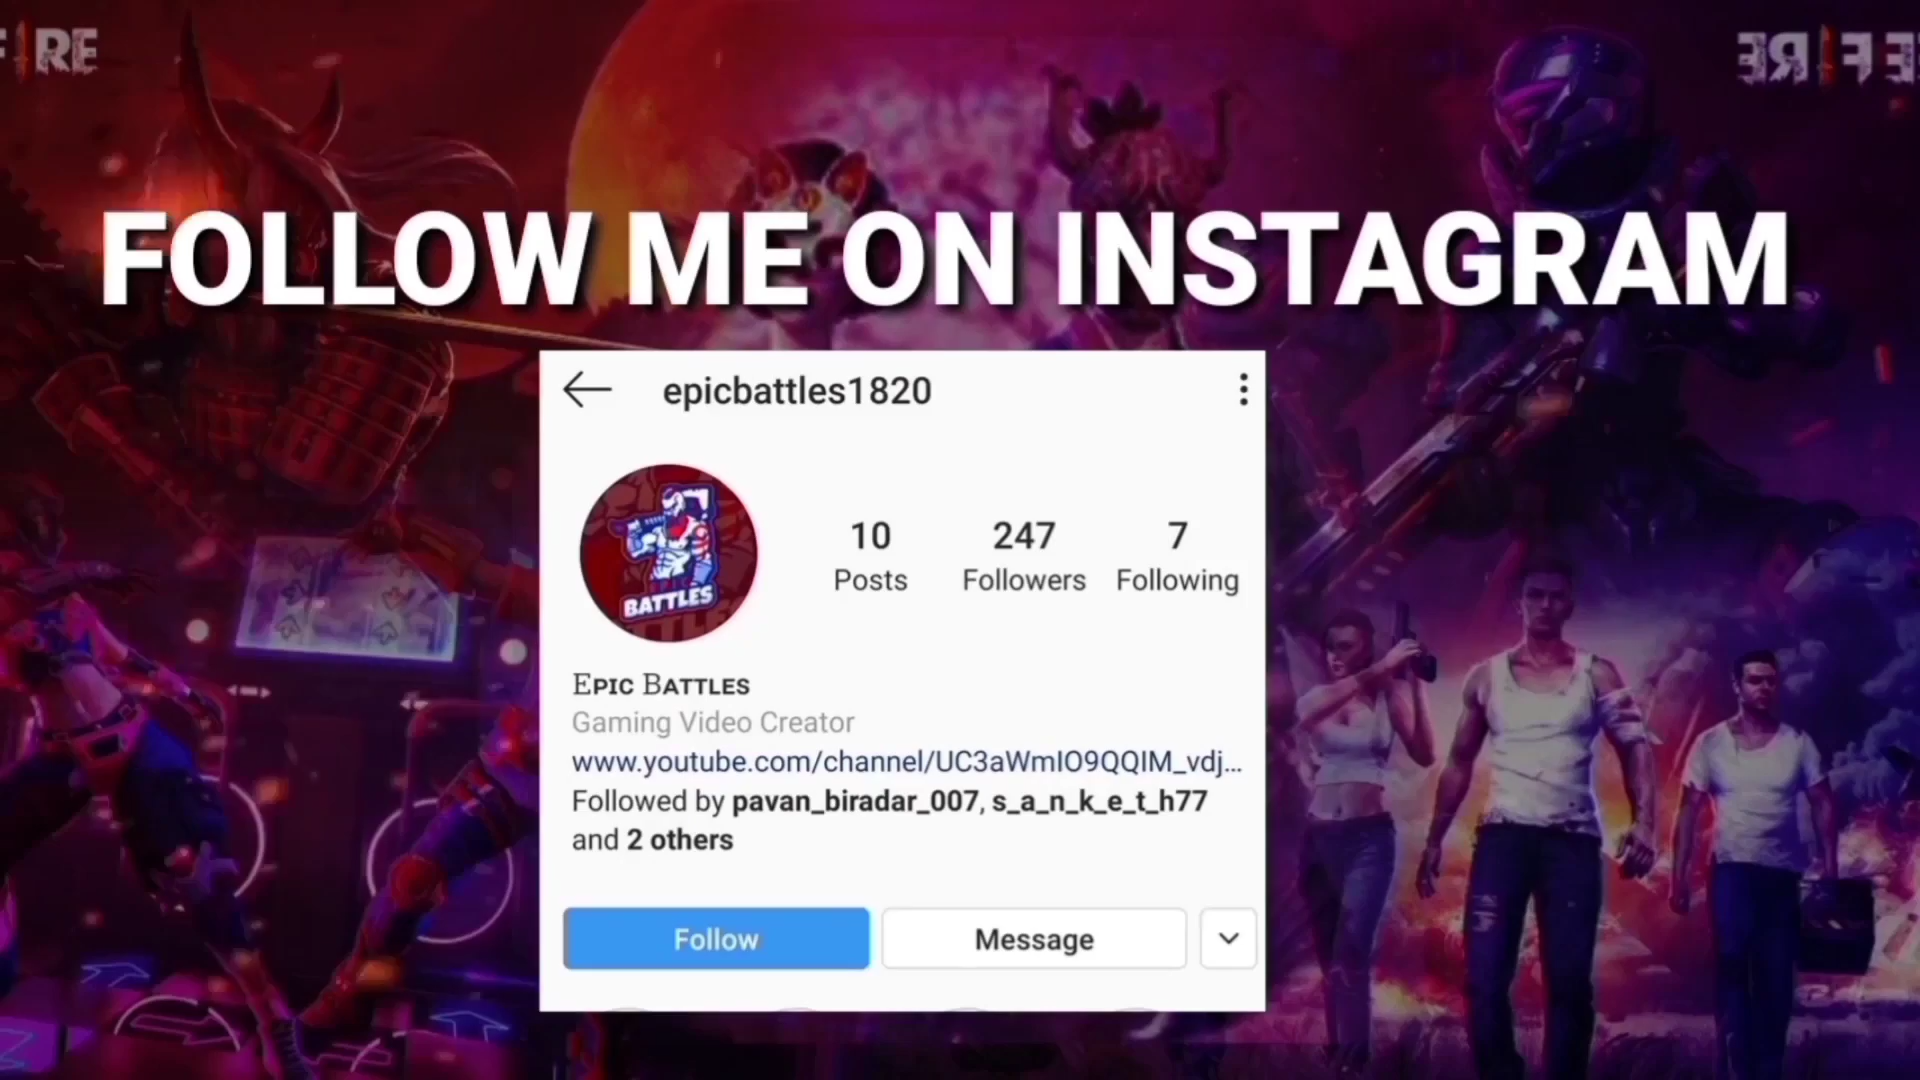 FIRE
EE FIRE
FOLLOW ME ON INSTAGRAM
epicbattles1820
BATTLES
10
Posts
247
Followers
7
Following
Epic Battles
Gaming Video Creator
www.youtube.com/channel/UC3aWmIO9QQIM_vdj...
Followed by pavan_biradar_007, s_a_n_k_e_t_h77
and 2 others
Follow
Message